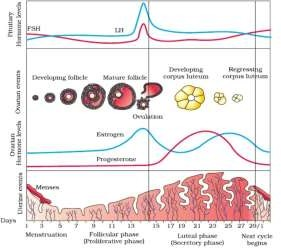 Pituitary
Hormone levels
FSH
LH
Ovarian events
Developing follicle
Mature follicle
Developing
corpus luteum
Regressing
corpus luteum
Ovulation
Ovarian
Hormone levels
Estrogen
Progesterone
Uterine events
Menses
Days
1 3 5 7 9 11 13 15 17 19 21 23 25 27 29/1
Menstruation
Follicular phase
(Proliferative phase)
Luteal phase
(Secretory phase)
Next cycle
begins